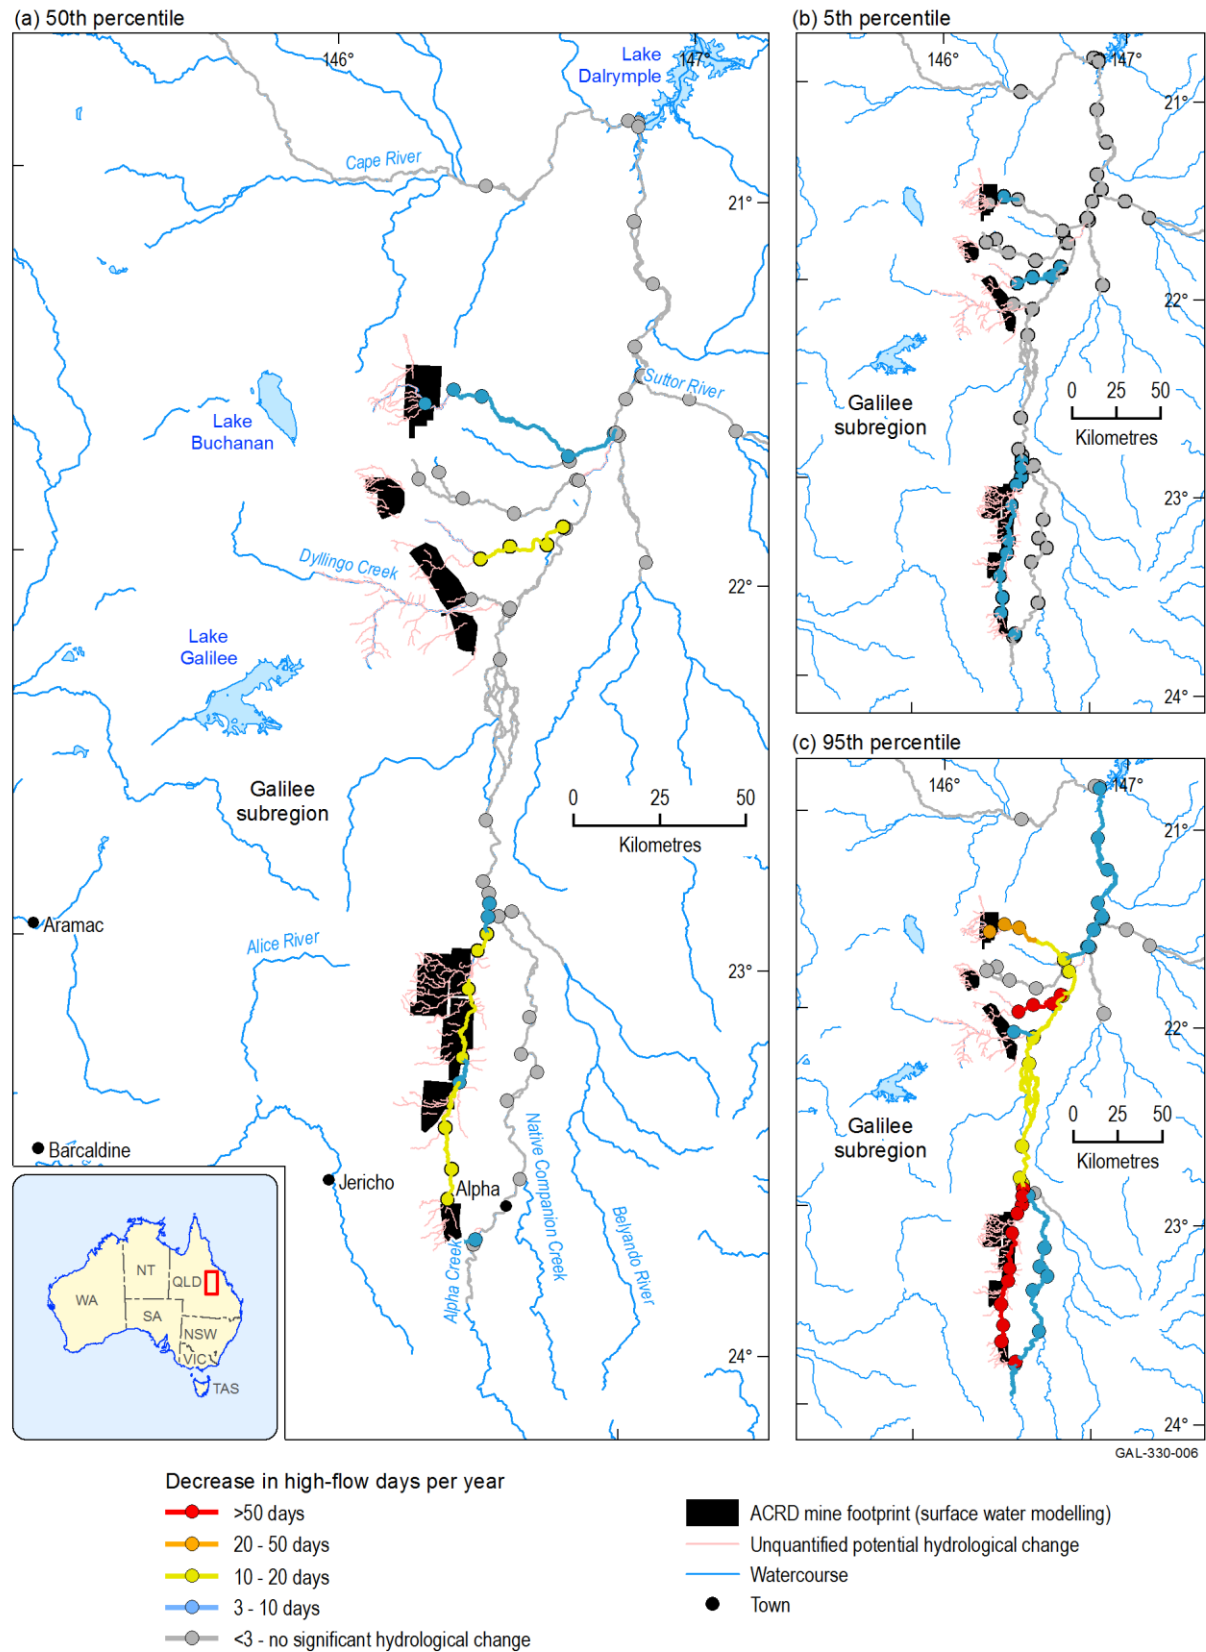 (a) 50th percentile
146°
147°
Lake
Dalrymple
Cape River
21°
Suttor River
Lake
Buchanan
Dyllingo Creek
22°
Lake
Galilee
Galilee
subregion
0 25 50
Kilometres
Aramac
Alice River
23°
Barcaldine
Jericho
Alpha
Native Companion Creek
Belyando River
Alpha Creek
24°
WA
NT
QLD
SA
NSW
VIC
TAS
(b) 5th percentile
146°
147°
21°
22°
Galilee
subregion
0 25 50
Kilometres
23°
24°
(c) 95th percentile
146°
147°
21°
22°
0 25 50
Kilometres
Galilee
subregion
23°
24°
GAL-330-006
Decrease in high-flow days per year
>50 days
20 - 50 days
10 - 20 days
3 - 10 days
<3 - no significant hydrological change
ACRD mine footprint (surface water modelling)
Unquantified potential hydrological change
Watercourse
Town